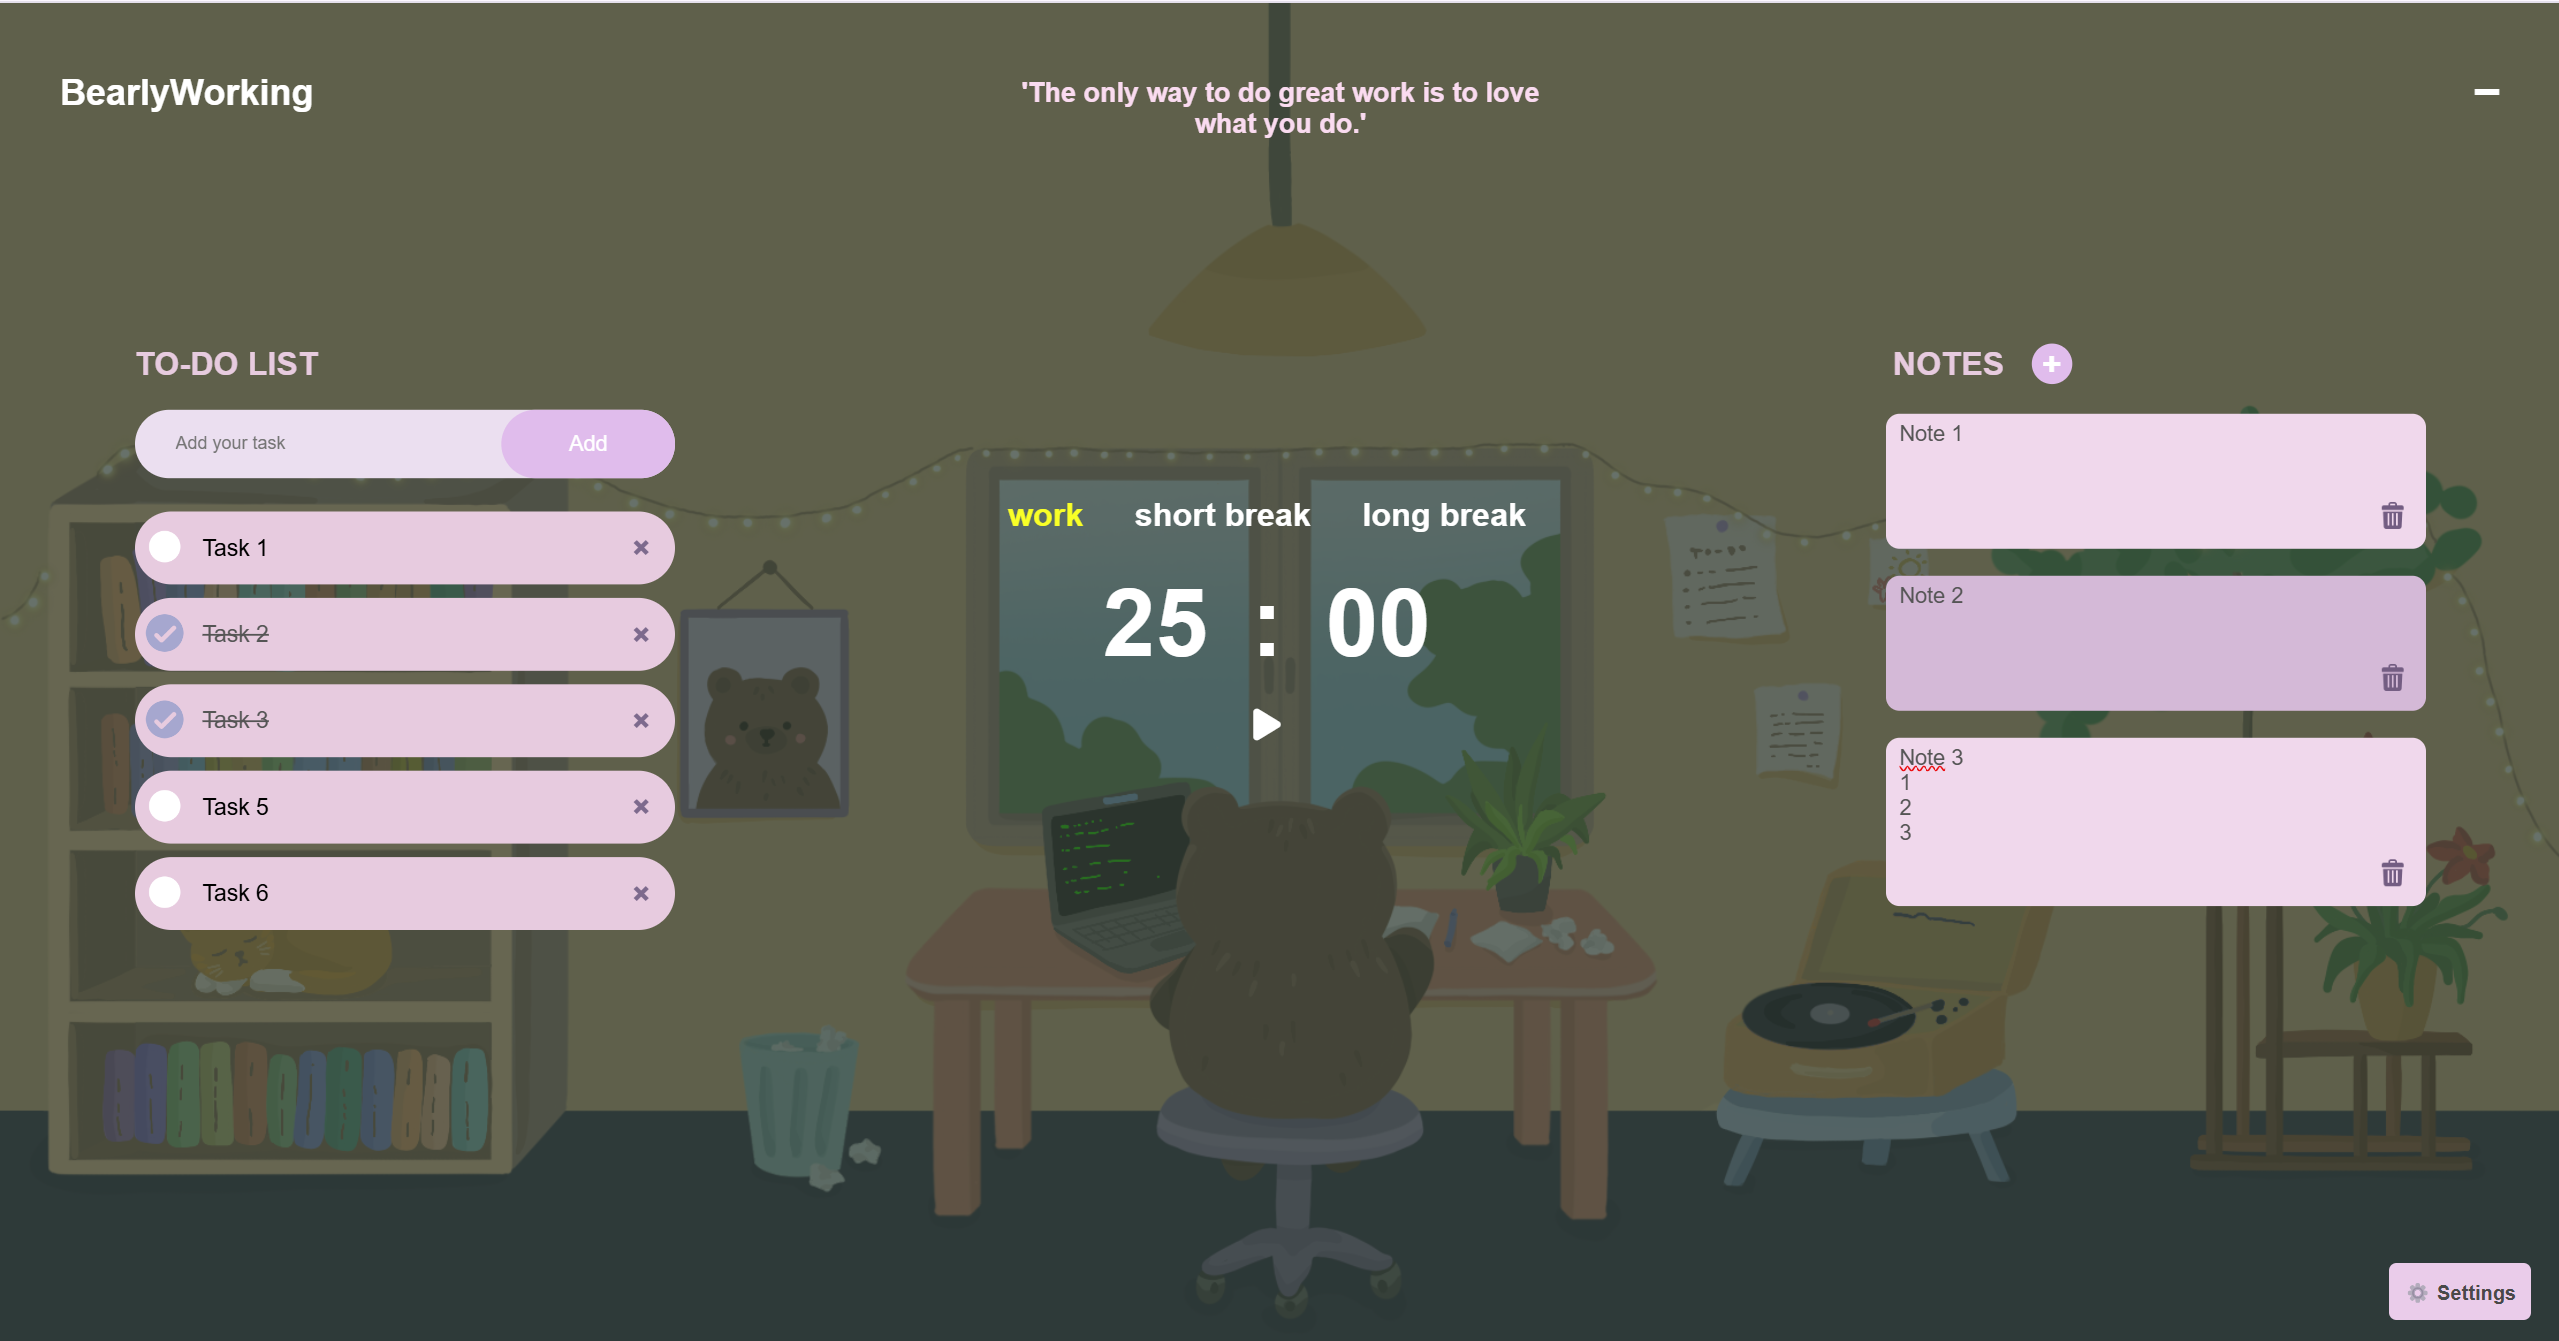 BearlyWorking
'The only way to do great work is to love
what you do.'
TO-DO LIST
Add your task
Add
Task 1
Task 2
Task 3
Task 5
Task 6
work
short break
long break
25 : 00
NOTES
Note 1
Note 2
Note 3
1
2
3
Settings